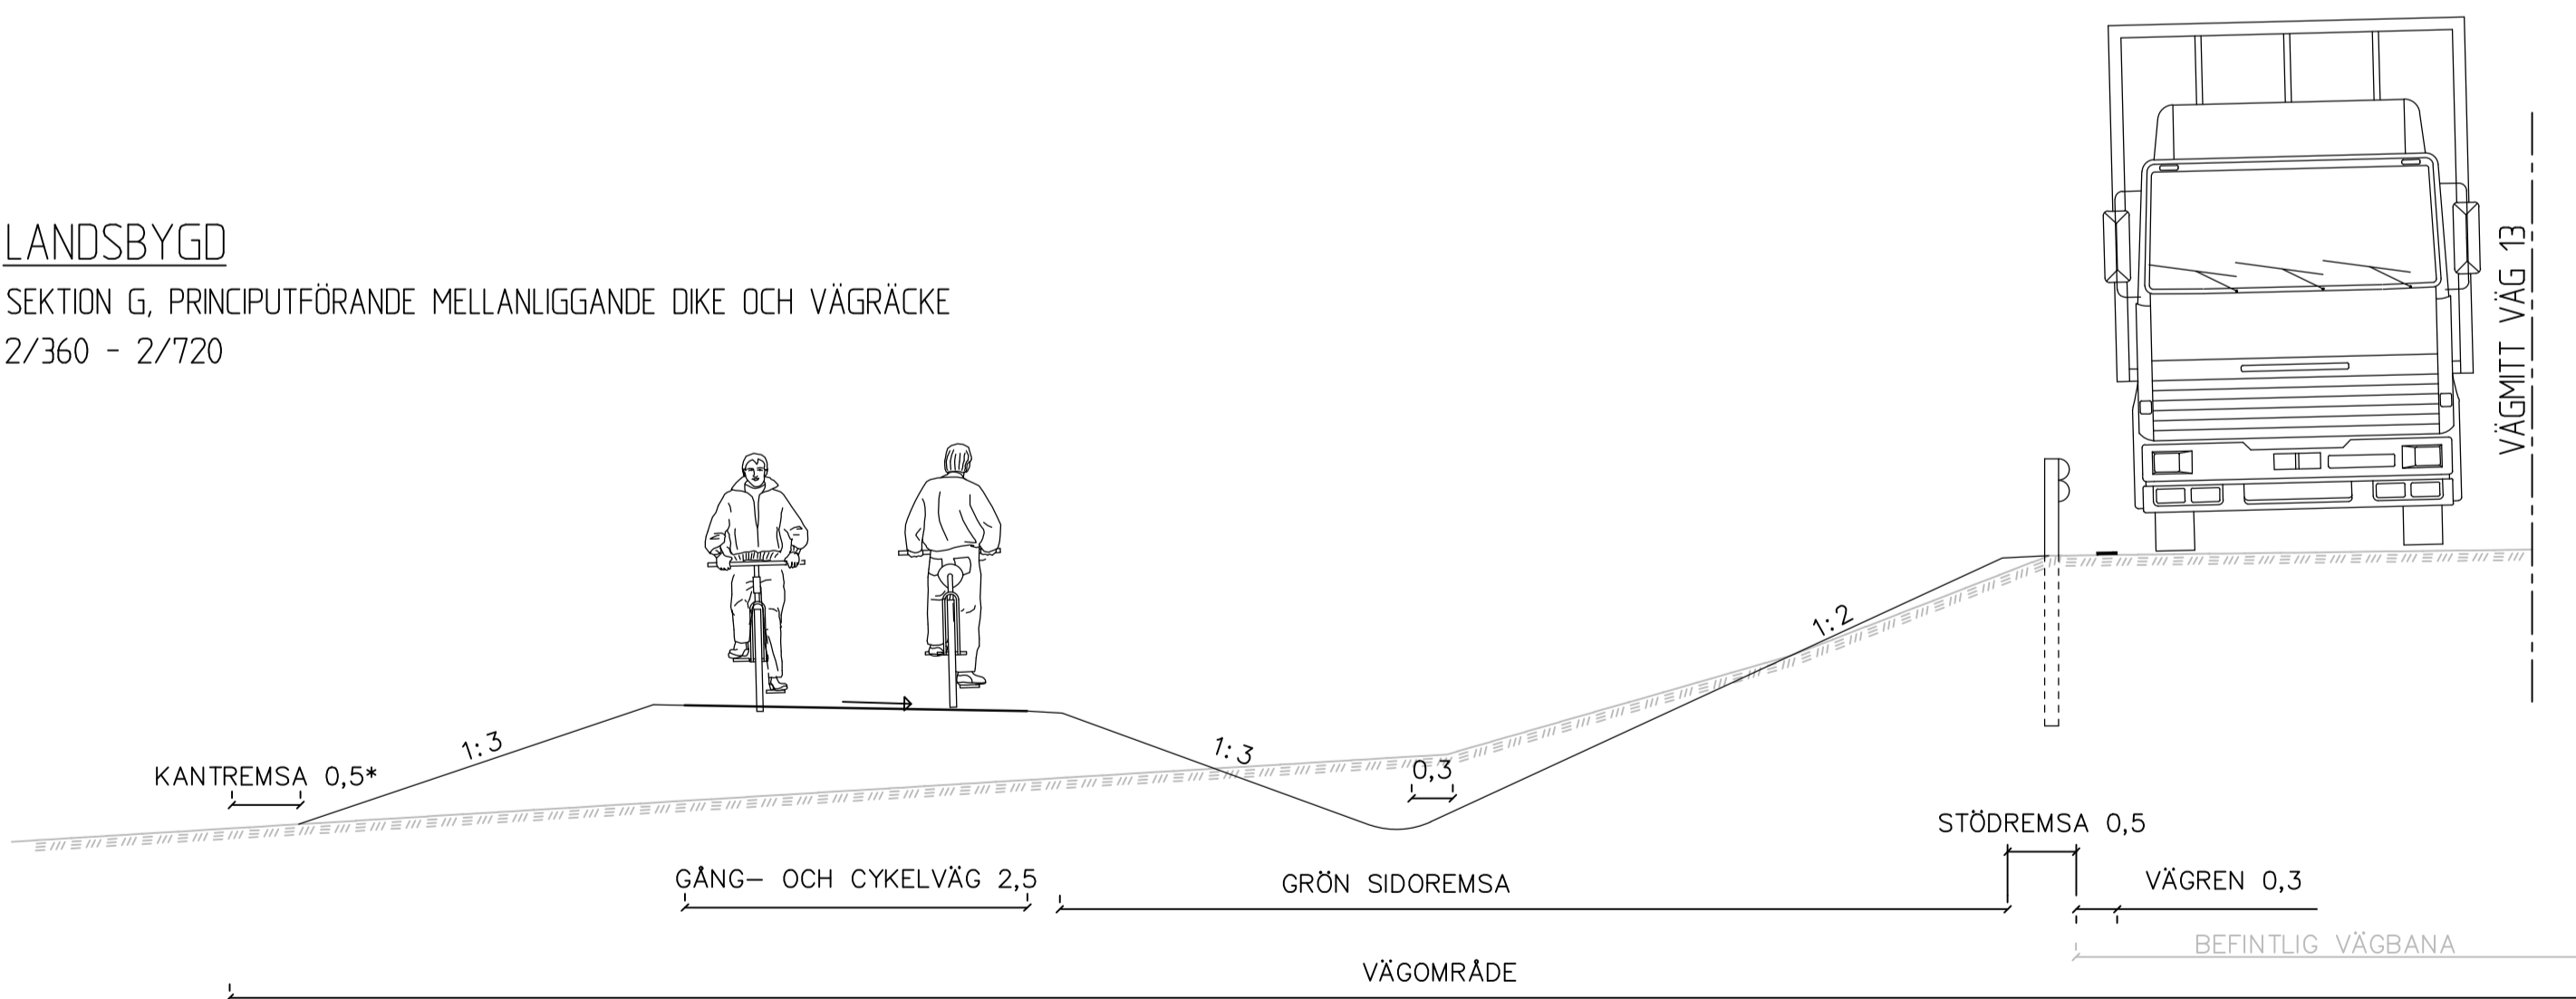 LANDSBYGD
SEKTION G, PRINCIPUTFÖRANDE MELLANLIGGANDE DIKE OCH VÄGRÄCKE
2/360 - 2/720
VÄGMITT VÄG 13
1:2
1:3
1:3
KANTREMSA 0,5*
0,3
STÖDREMSA 0,5
GÅNG- OCH CYKELVÄG 2,5
GRÖN SIDOREMSA
VÄGREN 0,3
BEFINTLIG VÄGBANA
VÄGOMRÅDE